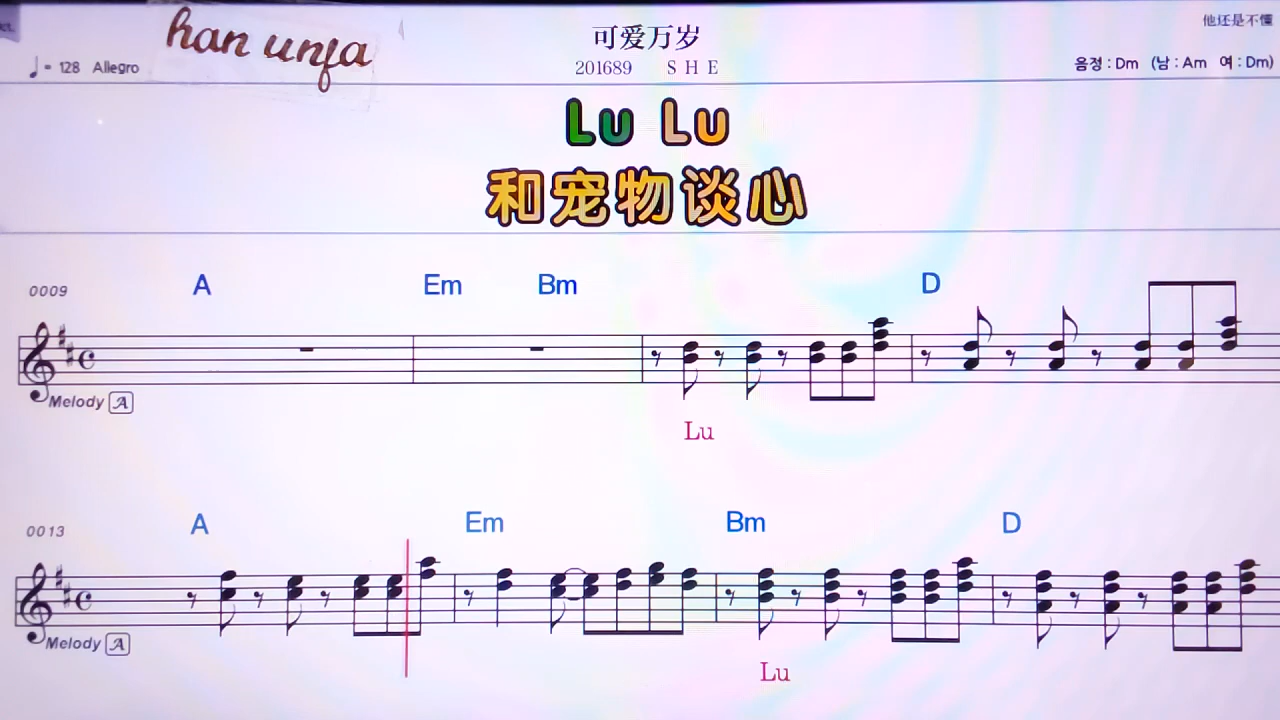 han unfa
可爱万岁
他还是不懂
♩= 128 Allegro
201689 S H E
음정 : Dm (남 : Am 여 : Dm)
Lu Lu
和宠物谈心
0009 A Em Bm D
Melody A
Lu
0013 A Em Bm D
Melody A
Lu